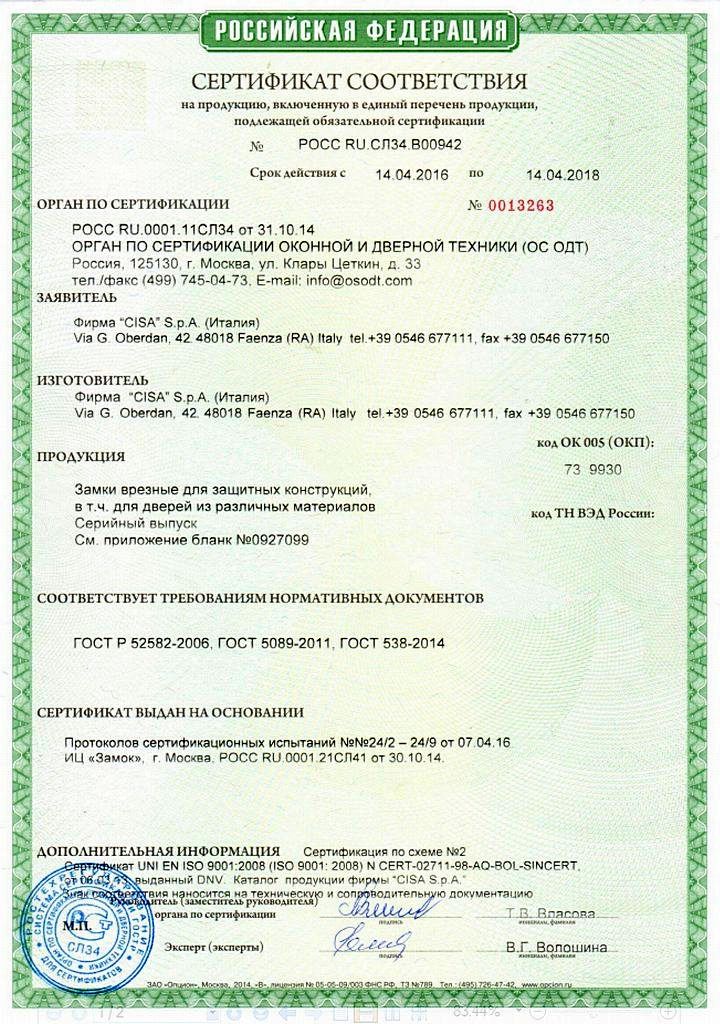 РОССИЙСКАЯ ФЕДЕРАЦИЯ
СЕРТИФИКАТ СООТВЕТСТВИЯ
на продукцию, включенную в единый перечень продукции,
подлежащей обязательной сертификации
№ РОСС RU.СЛ34.В00942
Срок действия с 14.04.2016 по 14.04.2018
ОРГАН ПО СЕРТИФИКАЦИИ № 0013263
РОСС RU.0001.11СЛ34 от 31.10.14
ОРГАН ПО СЕРТИФИКАЦИИ ОКОННОЙ И ДВЕРНОЙ ТЕХНИКИ (ОС ОДТ)
Россия, 125130, г. Москва, ул. Клары Цеткин, д. 33
тел./факс (499) 745-04-73. E-mail: info@osodt.com
ЗАЯВИТЕЛЬ
Фирма "CISA" S.p.A. (Италия)
Via G. Oberdan, 42. 48018 Faenza (RA) Italy tel.+39 0546 677111, fax +39 0546 677150
ИЗГОТОВИТЕЛЬ
Фирма "CISA" S.p.A. (Италия)
Via G. Oberdan, 42. 48018 Faenza (RA) Italy tel.+39 0546 677111, fax +39 0546 677150
код ОК 005 (ОКП):
ПРОДУКЦИЯ
73 9930
Замки врезные для защитных конструкций,
в т.ч. для дверей из различных материалов
код ТН ВЭД России:
Серийный выпуск
См. приложение бланк №0927099
СООТВЕТСТВУЕТ ТРЕБОВАНИЯМ НОРМАТИВНЫХ ДОКУМЕНТОВ
ГОСТ Р 52582-2006, ГОСТ 5089-2011, ГОСТ 538-2014
СЕРТИФИКАТ ВЫДАН НА ОСНОВАНИИ
Протоколов сертификационных испытаний №№24/2 – 24/9 от 07.04.16
ИЦ «Замок», г. Москва. РОСС RU.0001.21СЛ41 от 30.10.14.
ДОПОЛНИТЕЛЬНАЯ ИНФОРМАЦИЯ Сертификация по схеме №2
Сертификат UNI EN ISO 9001:2008 (ISO 9001: 2008) N CERT-02711-98-AQ-BOL-SINCERT,
выданный DNV. Каталог продукции фирмы "CISA S.p.A."
Знак соответствия наносится на техническую и сопроводительную документацию
Руководитель (заместитель руководителя)
органа по сертификации Т.В. Власова
подпись инициалы, фамилия
М.П.
СЛ34
ДЛЯ СЕРТИФИКАТОВ
Эксперт (эксперты) В.Г. Волошина
подпись инициалы, фамилия
ЗАО «Опцион», Москва, 2014, «В», лицензия № 05-05-09/003 ФНС РФ, ТЗ №789. Тел.: (495) 726-47-42, www.opcion.ru
1/2 83.44%